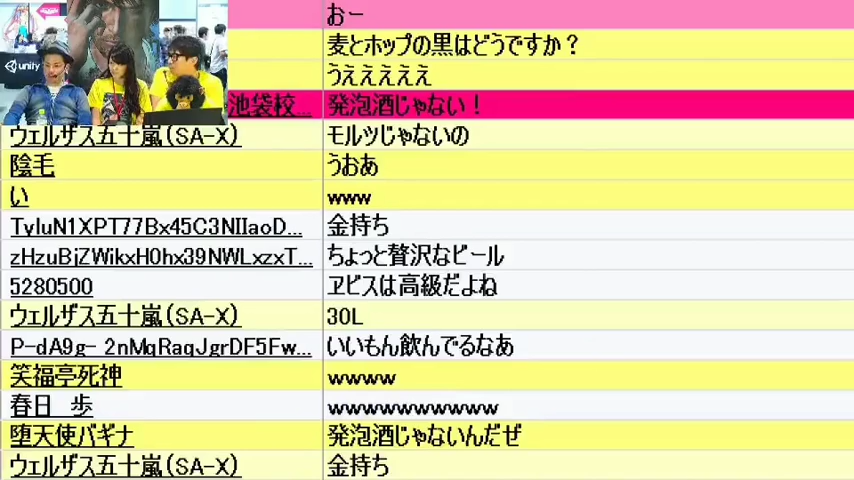 おー
麦とホップの黒はどうですか？
unity
うえええええ
池袋校... 発泡酒じゃない！
ウェルザス五十嵐(SA-X) モルツじゃないの
陰毛 うおあ
い www
TyluN1XPT77Bx45C3NIIaoD... 金持ち
zHzuBjZWikxH0hx39NWLxzxT... ちょっと贅沢なビール
5280500 ヱビスは高級だよね
ウェルザス五十嵐(SA-X) 30L
P-dA9g-2nMqRaqJgrDF5Fw... いいもん飲んでるなあ
笑福亭死神 wwww
春日　歩 wwwwwwwwww
堕天使バギナ 発泡酒じゃないんだぜ
ウェルザス五十嵐(SA-X) 金持ち